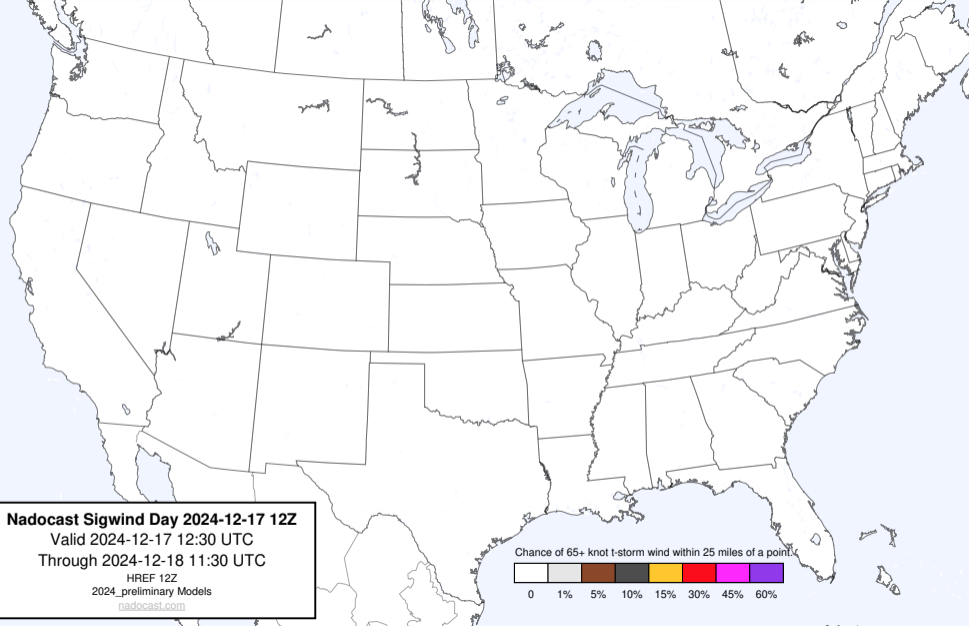 Nadocast Sigwind Day 2024-12-17 12Z
Valid 2024-12-17 12:30 UTC
Through 2024-12-18 11:30 UTC
HREF 12Z
2024_preliminary Models
nadocast.com
Chance of 65+ knot t-storm wind within 25 miles of a point.
0 1% 5% 10% 15% 30% 45% 60%